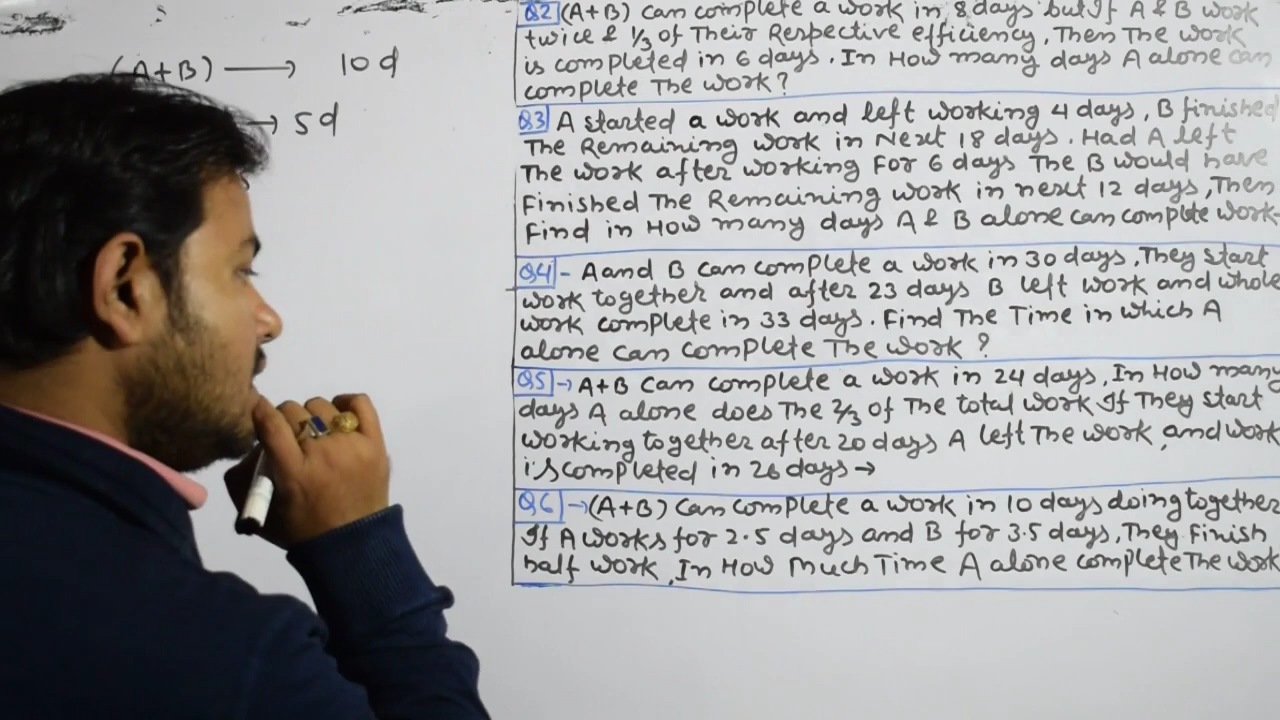 (A+B) → 10 d
→ 5 d
Q2 (A+B) can complete a work in 8 days but If A & B work
twice & 1/3 of Their Respective efficiency, Then The work
is completed in 6 days. In How many days A alone can
complete The work?
Q3 A started a work and left working 4 days, B finished
The Remaining work in Next 18 days. Had A left
The work after working For 6 days The B would have
Finished The Remaining work in next 12 days, Then
Find in How many days A & B alone can complete work
Q4 - A and B can complete a work in 30 days, They start
work together and after 23 days B left work and whole
work complete in 33 days. Find The Time in which A
alone can complete The work?
Q5 → A+B can complete a work in 24 days, In How many
days A alone does The 2/3 of The total work If They start
working together after 20 days A left The work, and work
is completed in 26 days →
Q6 → (A+B) can complete a work in 10 days doing together
If A works for 2.5 days and B for 3.5 days, They Finish
half work, In How Much Time A alone complete The work